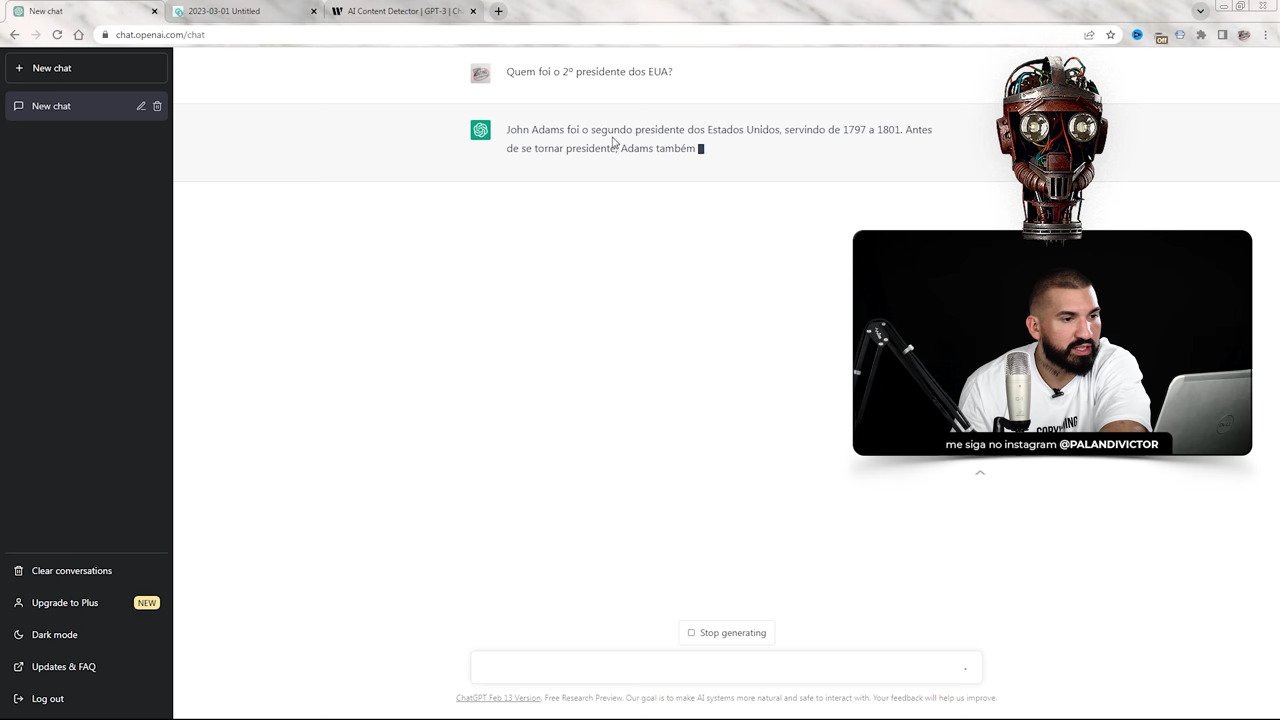 New chat
2023-03-01 Untitled
AI Content Detector | GPT-3 | Ch
chat.openai.com/chat
Off
New chat
New chat
Quem foi o 2º presidente dos EUA?
John Adams foi o segundo presidente dos Estados Unidos, servindo de 1797 a 1801. Antes
de se tornar presidente, Adams também
me siga no instagram @PALANDIVICTOR
Clear conversations
Upgrade to Plus NEW
Dark mode
Updates & FAQ
Log out
Stop generating
ChatGPT Feb 13 Version. Free Research Preview. Our goal is to make AI systems more natural and safe to interact with. Your feedback will help us improve.